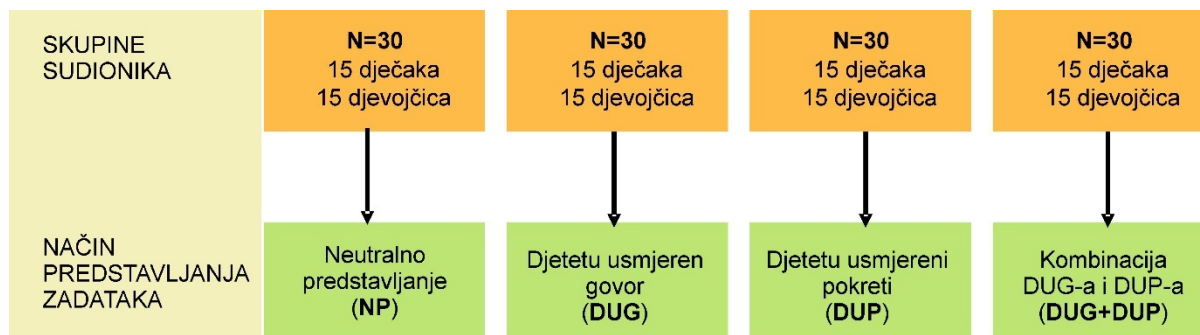 SKUPINE
SUDIONIKA
N=30
15 dječaka
15 djevojčica
N=30
15 dječaka
15 djevojčica
N=30
15 dječaka
15 djevojčica
N=30
15 dječaka
15 djevojčica
NAČIN
PREDSTAVLJANJA
ZADATAKA
Neutralno
predstavljanje
(NP)
Djetetu usmjeren
govor
(DUG)
Djetetu usmjereni
pokreti
(DUP)
Kombinacija
DUG-a i DUP-a
(DUG+DUP)